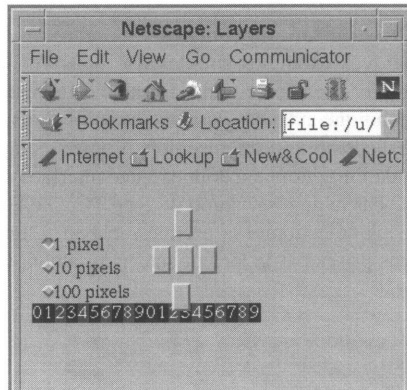 Netscape: Layers
File Edit View Go Communicator
N
Bookmarks Location: file:/u/
Internet Lookup New&Cool Netc
1 pixel
10 pixels
100 pixels
01234567890123456789